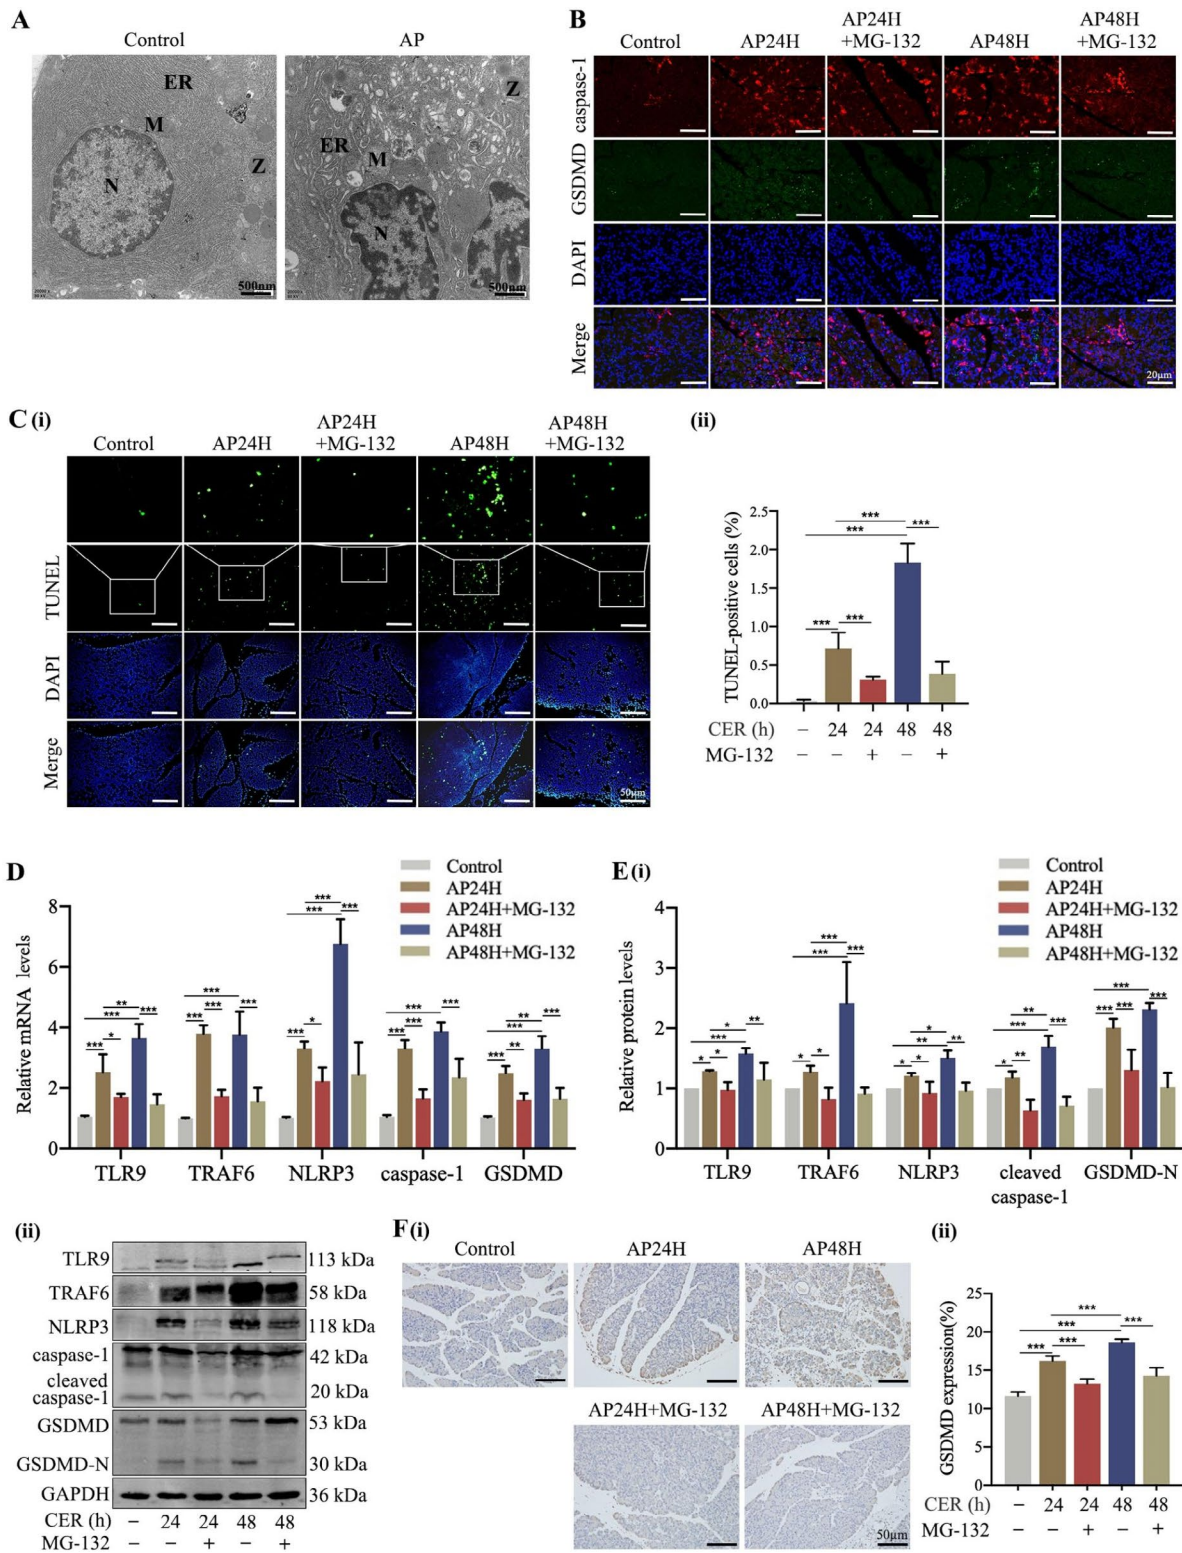 A
Control
AP
ER
M
N
Z
500nm
ER
M
N
Z
500nm
B
Control
AP24H
AP24H
+MG-132
AP48H
AP48H
+MG-132
caspase-1
GSDMD
DAPI
Merge
20μm
C (i)
Control
AP24H
AP24H
+MG-132
AP48H
AP48H
+MG-132
TUNEL
DAPI
Merge
50μm
(ii)
TUNEL-positive cells (%)
2.5
2.0
1.5
1.0
0.5
0.0
***
***
***
***
***
CER (h) – 24 24 48 48
MG-132 – – + – +
D
Control
AP24H
AP24H+MG-132
AP48H
AP48H+MG-132
Relative mRNA levels
8
6
4
2
0
*** * *** ** ***
*** *** *** ***
*** * *** *** ***
*** *** *** ***
*** ** *** ** ***
TLR9 TRAF6 NLRP3 caspase-1 GSDMD
E (i)
Control
AP24H
AP24H+MG-132
AP48H
AP48H+MG-132
Relative protein levels
4
3
2
1
0
* * *** * **
* * *** *** ***
* * ** * **
* ** *** ** ***
*** *** *** ***
TLR9 TRAF6 NLRP3 cleaved caspase-1 GSDMD-N
(ii)
TLR9 113 kDa
TRAF6 58 kDa
NLRP3 118 kDa
caspase-1 42 kDa
cleaved
caspase-1 20 kDa
GSDMD 53 kDa
GSDMD-N 30 kDa
GAPDH 36 kDa
CER (h) – 24 24 48 48
MG-132 – – + – +
F (i)
Control
AP24H
AP48H
AP24H+MG-132
AP48H+MG-132
50μm
(ii)
GSDMD expression(%)
25
20
15
10
5
0
***
***
***
***
***
CER (h) – 24 24 48 48
MG-132 – – + – +